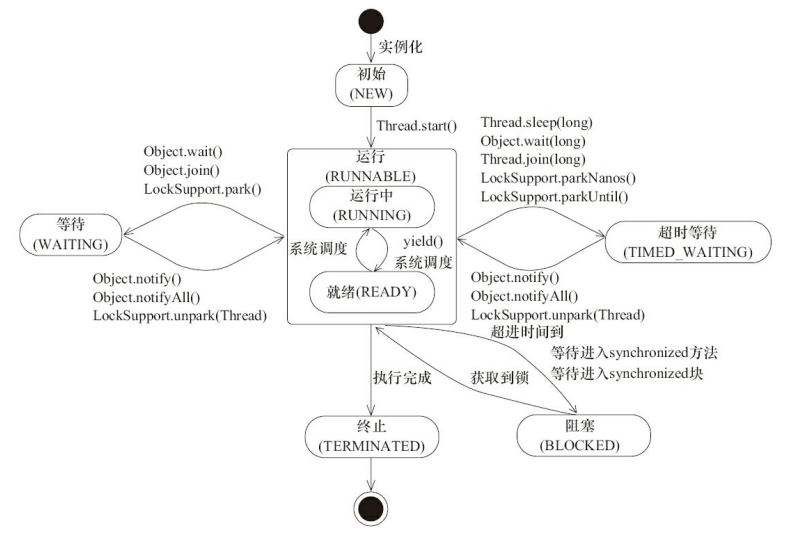 实例化
初始
(NEW)
Thread.start()
Object.wait()
Object.join()
LockSupport.park()
Thread.sleep(long)
Object.wait(long)
Thread.join(long)
LockSupport.parkNanos()
LockSupport.parkUntil()
运行
(RUNNABLE)
运行中
(RUNNING)
等待
(WAITING)
超时等待
(TIMED_WAITING)
系统调度
yield()
系统调度
就绪(READY)
Object.notify()
Object.notifyAll()
LockSupport.unpark(Thread)
Object.notify()
Object.notifyAll()
LockSupport.unpark(Thread)
超进时间到
等待进入synchronized方法
等待进入synchronized块
执行完成
获取到锁
终止
(TERMINATED)
阻塞
(BLOCKED)